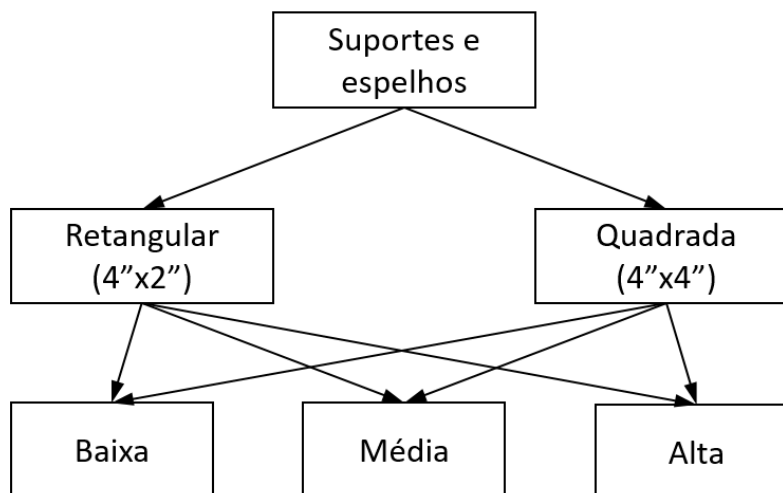 Suportes e
espelhos
Retangular
(4”x2”)
Quadrada
(4”x4”)
Baixa
Média
Alta